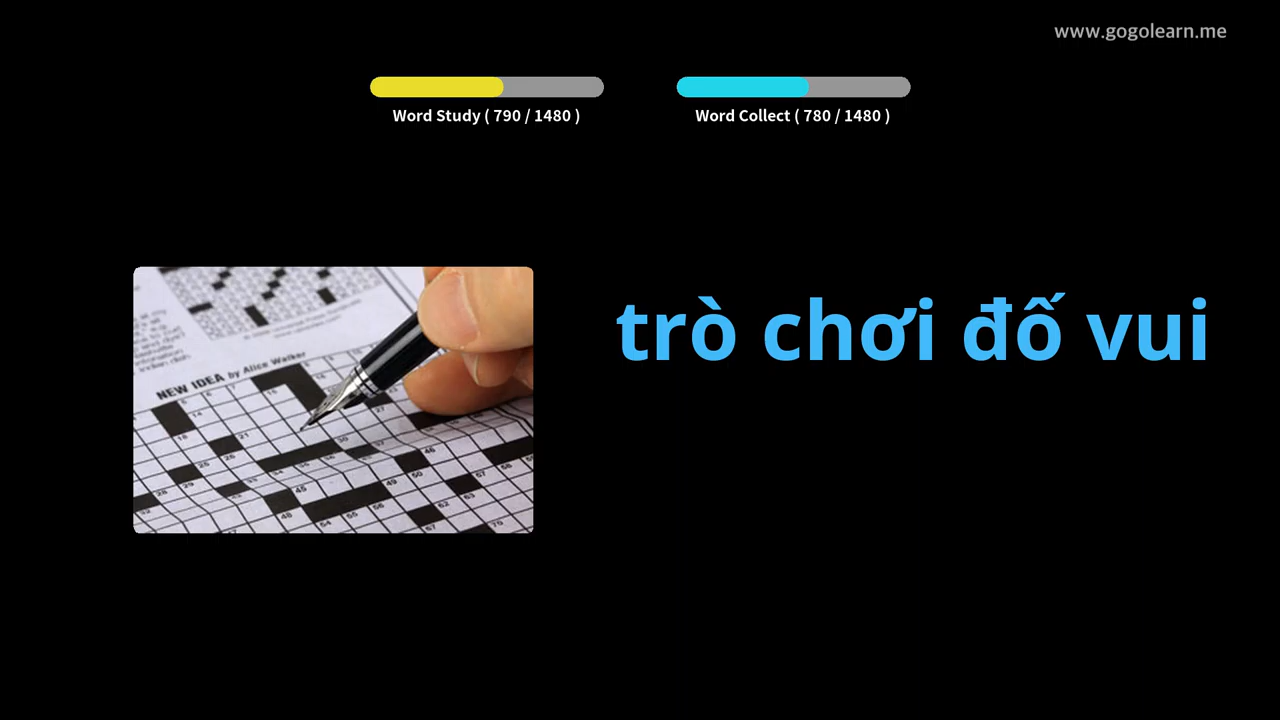 www.gogolearn.me
Word Study ( 790 / 1480 )
Word Collect ( 780 / 1480 )
trò chơi đố vui
NEW IDEA by Alice Walker